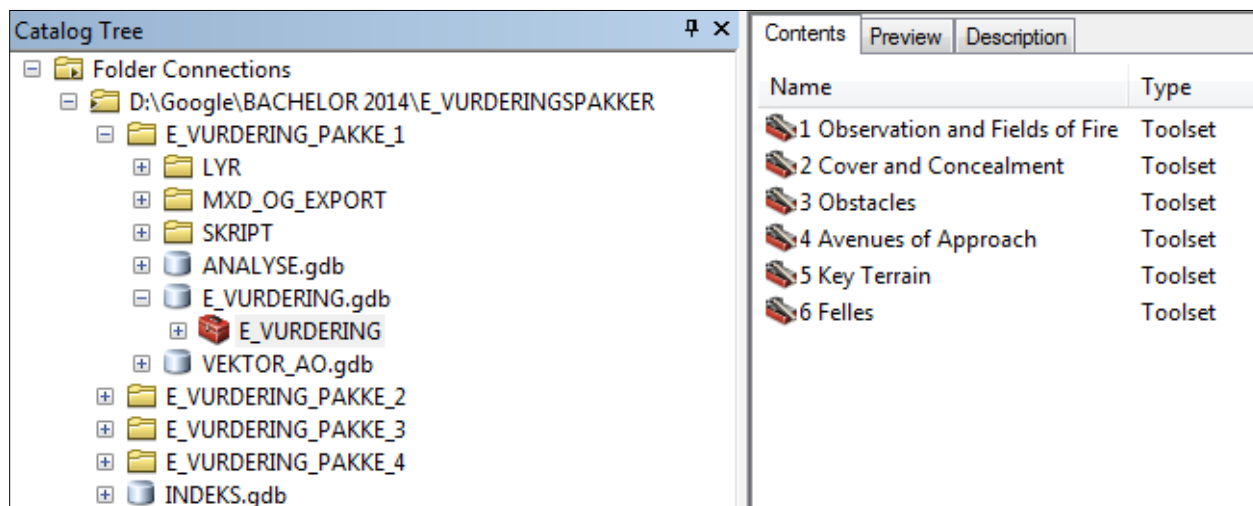 Catalog Tree
Folder Connections
D:\Google\BACHELOR 2014\E_VURDERINGSPAKKER
E_VURDERING_PAKKE_1
LYR
MXD_OG_EXPORT
SKRIPT
ANALYSE.gdb
E_VURDERING.gdb
E_VURDERING
VEKTOR_AO.gdb
E_VURDERING_PAKKE_2
E_VURDERING_PAKKE_3
E_VURDERING_PAKKE_4
INDEKS.gdb
Contents Preview Description
Name Type
1 Observation and Fields of Fire Toolset
2 Cover and Concealment Toolset
3 Obstacles Toolset
4 Avenues of Approach Toolset
5 Key Terrain Toolset
6 Felles Toolset